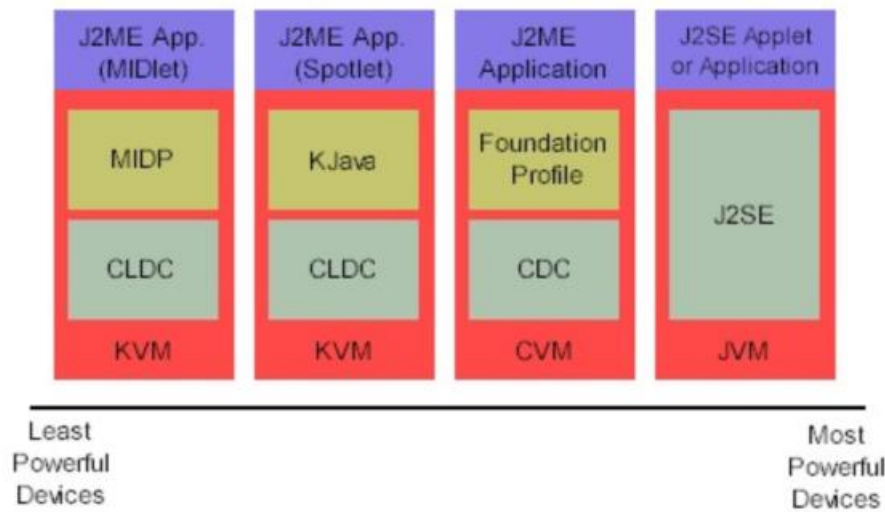 J2ME App.
(MIDlet)
MIDP
CLDC
KVM
J2ME App.
(Spotlet)
KJava
CLDC
KVM
J2ME
Application
Foundation
Profile
CDC
CVM
J2SE Applet
or Application
J2SE
JVM
Least
Powerful
Devices
Most
Powerful
Devices